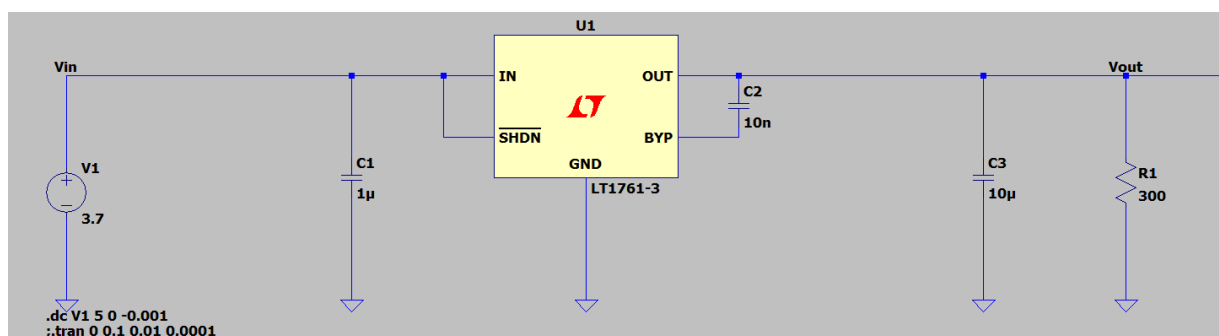 U1
Vin
IN
OUT
Vout
C2
10n
SHDN
BYP
GND
LT1761-3
V1
3.7
C1
1µ
C3
10µ
R1
300
.dc V1 5 0 -0.001
;.tran 0 0.1 0.01 0.0001